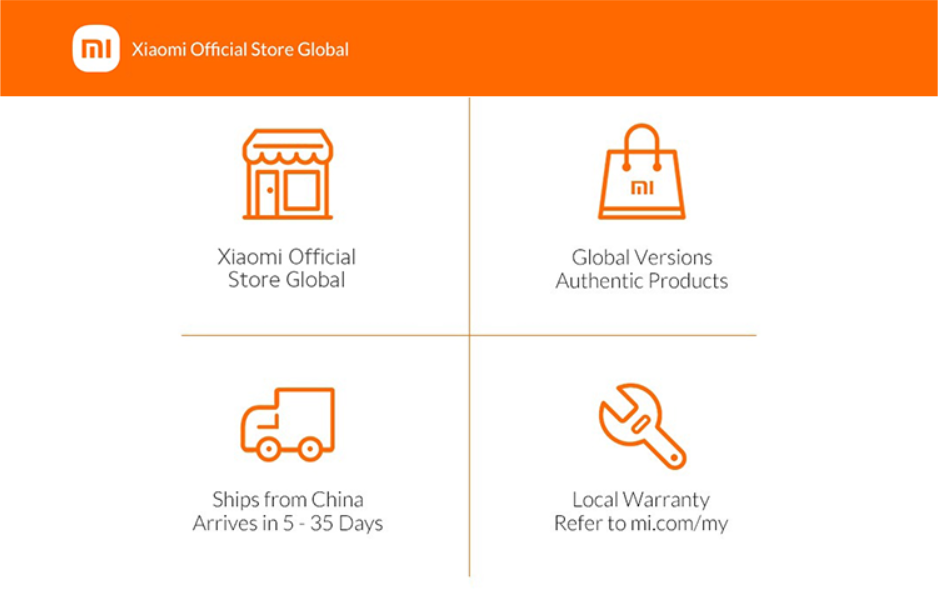 mi Xiaomi Official Store Global
Xiaomi Official
Store Global
mi
Global Versions
Authentic Products
Ships from China
Arrives in 5 - 35 Days
Local Warranty
Refer to mi.com/my